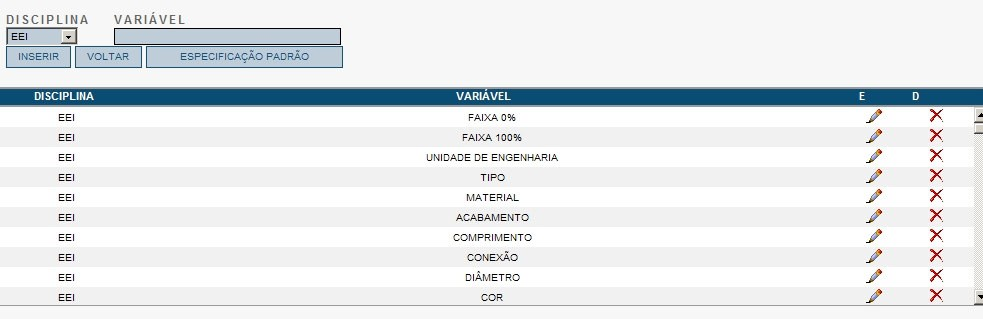 DISCIPLINA VARIÁVEL
EEI
INSERIR VOLTAR ESPECIFICAÇÃO PADRÃO
DISCIPLINA VARIÁVEL E D
EEI FAIXA 0%
EEI FAIXA 100%
EEI UNIDADE DE ENGENHARIA
EEI TIPO
EEI MATERIAL
EEI ACABAMENTO
EEI COMPRIMENTO
EEI CONEXÃO
EEI DIÂMETRO
EEI COR